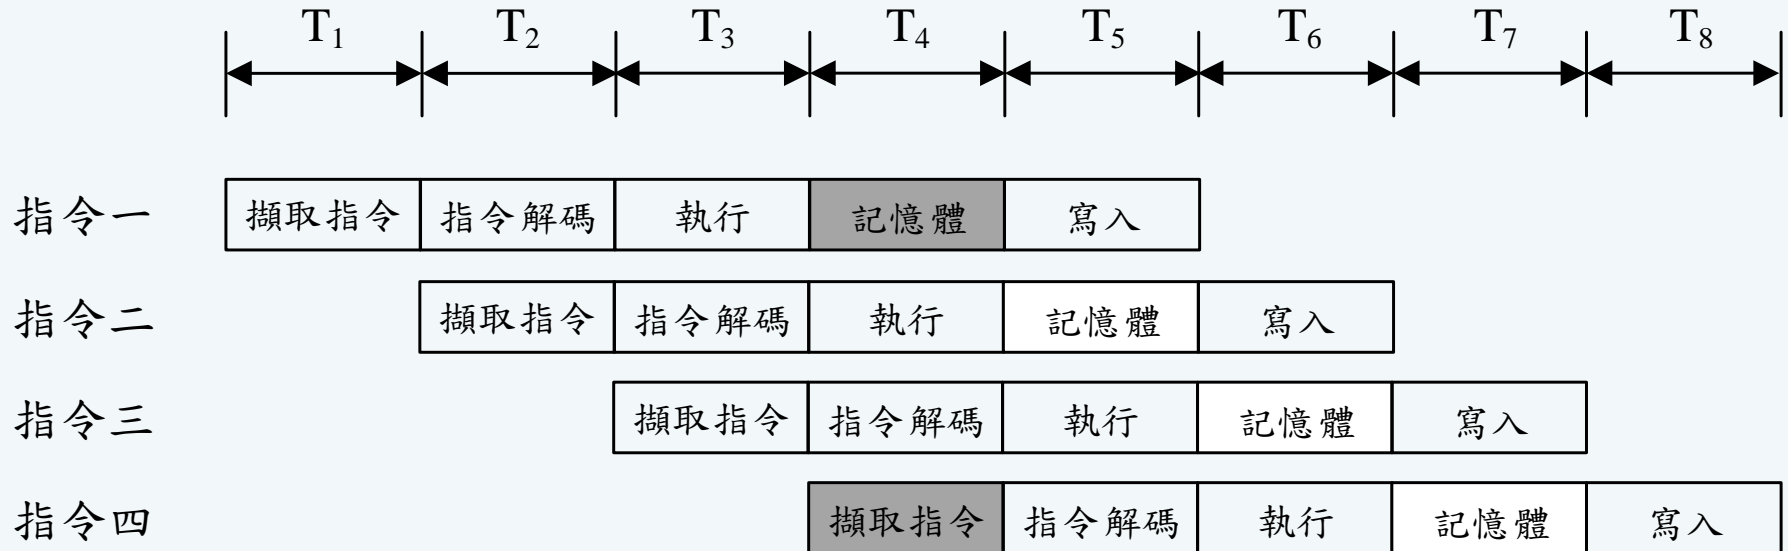 T₁ T₂ T₃ T₄ T₅ T₆ T₇ T₈
指令一 擷取指令 指令解碼 執行 記憶體 寫入
指令二 擷取指令 指令解碼 執行 記憶體 寫入
指令三 擷取指令 指令解碼 執行 記憶體 寫入
指令四 擷取指令 指令解碼 執行 記憶體 寫入